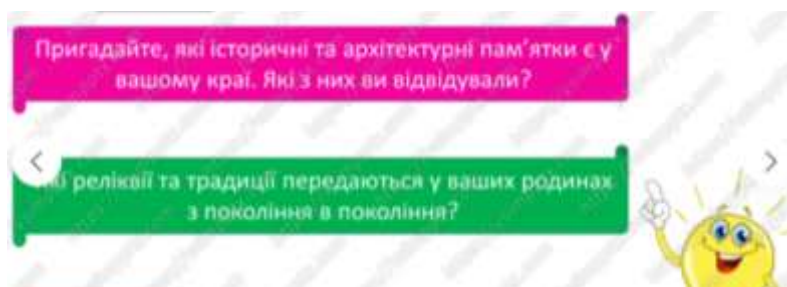 Пригадайте, які історичні та архітектурні пам'ятки є у
вашому краї. Які з них ви відвідували?
реліквії та традиції передаються у ваших родинах
з покоління в покоління?